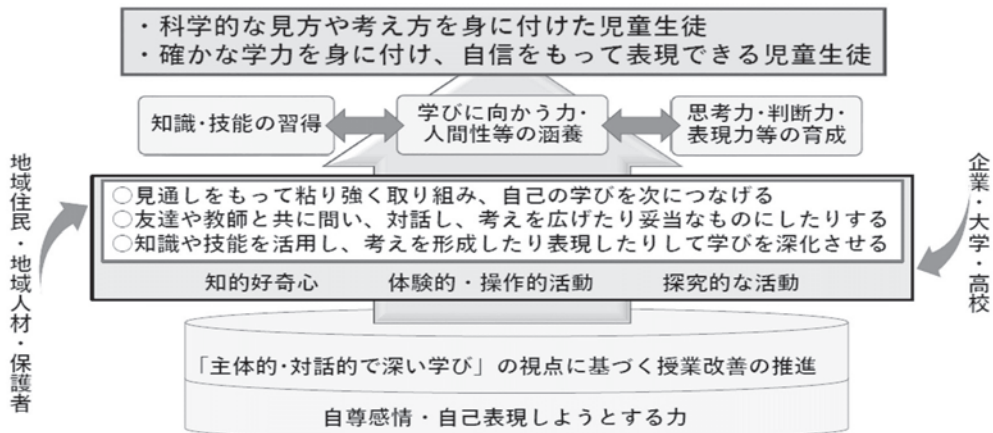 ・科学的な見方や考え方を身に付けた児童生徒
・確かな学力を身に付け、自信をもって表現できる児童生徒
知識・技能の習得
学びに向かう力・
人間性等の涵養
思考力・判断力・
表現力等の育成
地域住民・地域人材・保護者
○見通しをもって粘り強く取り組み、自己の学びを次につなげる
○友達や教師と共に問い、対話し、考えを広げたり妥当なものにしたりする
○知識や技能を活用し、考えを形成したり表現したりして学びを深化させる
知的好奇心 体験的・操作的活動 探究的な活動
企業・大学・高校
「主体的・対話的で深い学び」の視点に基づく授業改善の推進
自尊感情・自己表現しようとする力